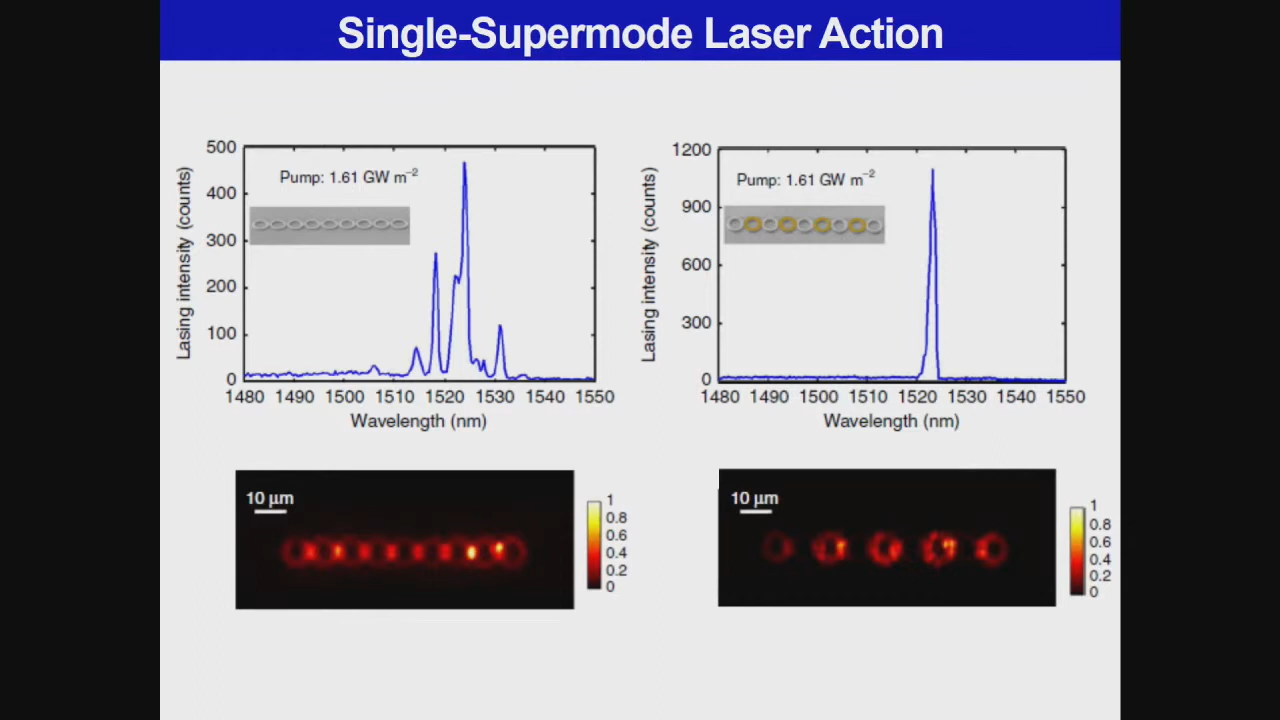 Single-Supermode Laser Action
500
400
300
200
100
0
Lasing intensity (counts)
Pump: 1.61 GW m⁻²
1480 1490 1500 1510 1520 1530 1540 1550
Wavelength (nm)
1200
900
600
300
0
Lasing intensity (counts)
Pump: 1.61 GW m⁻²
1480 1490 1500 1510 1520 1530 1540 1550
Wavelength (nm)
10 µm
1
0.8
0.6
0.4
0.2
0
10 µm
1
0.8
0.6
0.4
0.2
0